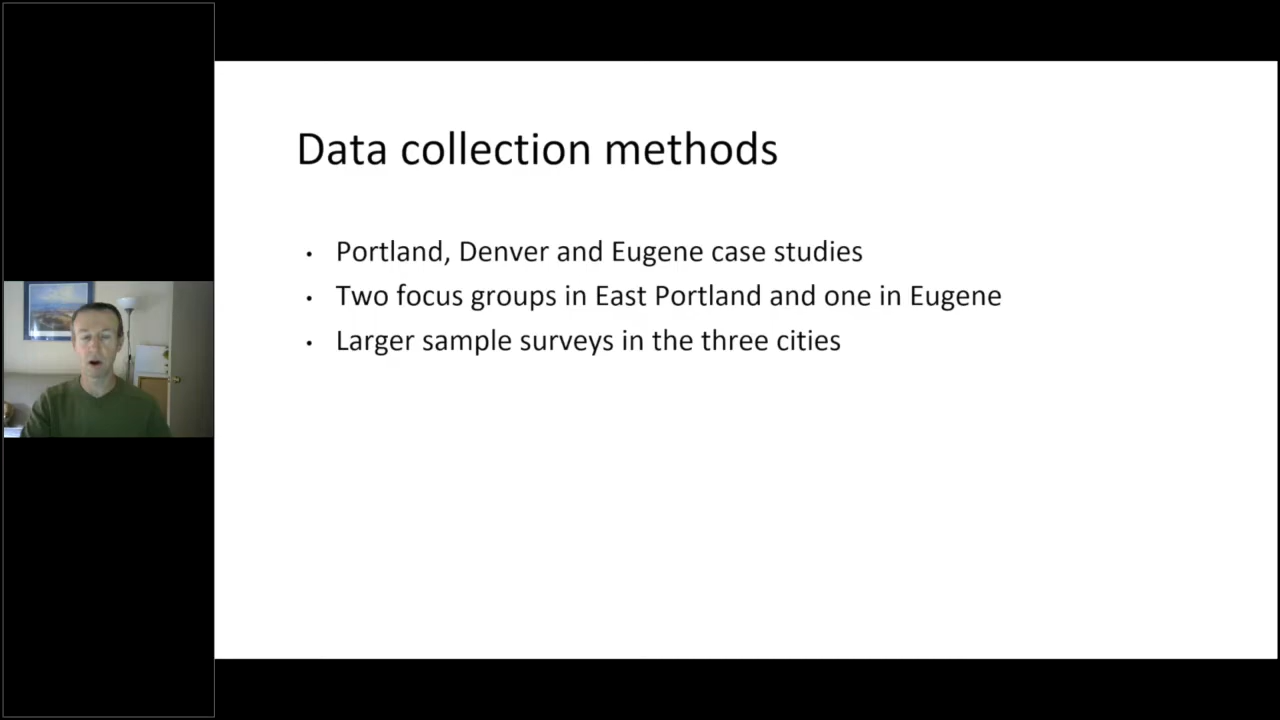 Data collection methods
• Portland, Denver and Eugene case studies
• Two focus groups in East Portland and one in Eugene
• Larger sample surveys in the three cities